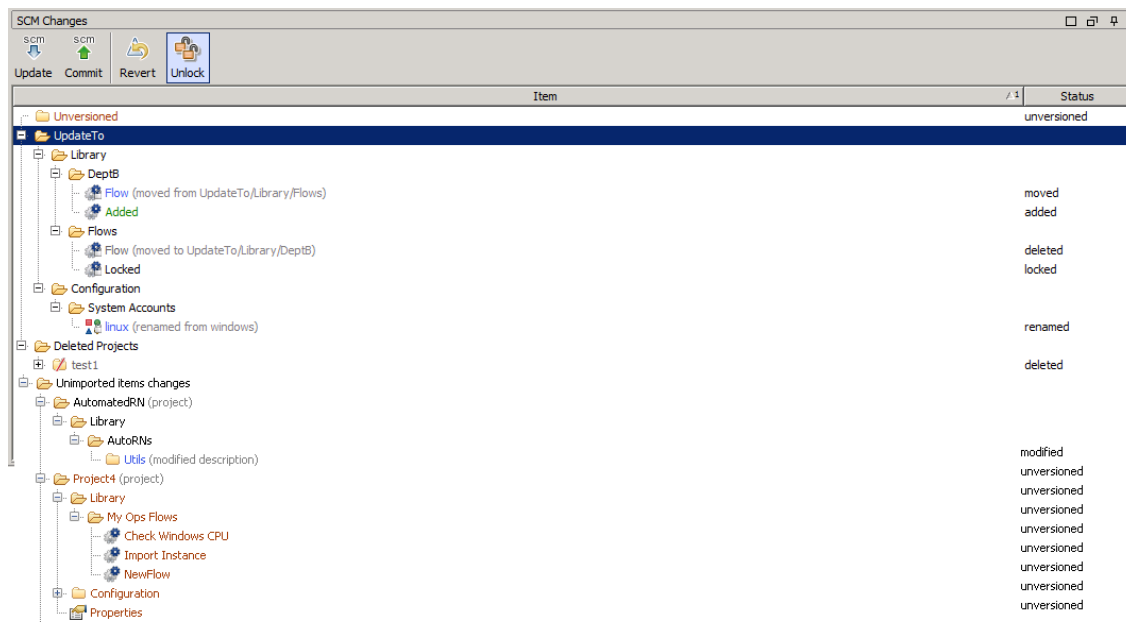 SCM Changes
scm scm
Update Commit Revert Unlock
Item 1 Status
Unversioned unversioned
UpdateTo
Library
DeptB
Flow (moved from UpdateTo/Library/Flows) moved
Added added
Flows
Flow (moved to UpdateTo/Library/DeptB) deleted
Locked locked
Configuration
System Accounts
linux (renamed from windows) renamed
Deleted Projects
test1 deleted
Unimported items changes
AutomatedRN (project)
Library
AutoRNs
Utils (modified description) modified
Project4 (project) unversioned
Library unversioned
My Ops Flows unversioned
Check Windows CPU unversioned
Import Instance unversioned
NewFlow unversioned
Configuration unversioned
Properties unversioned